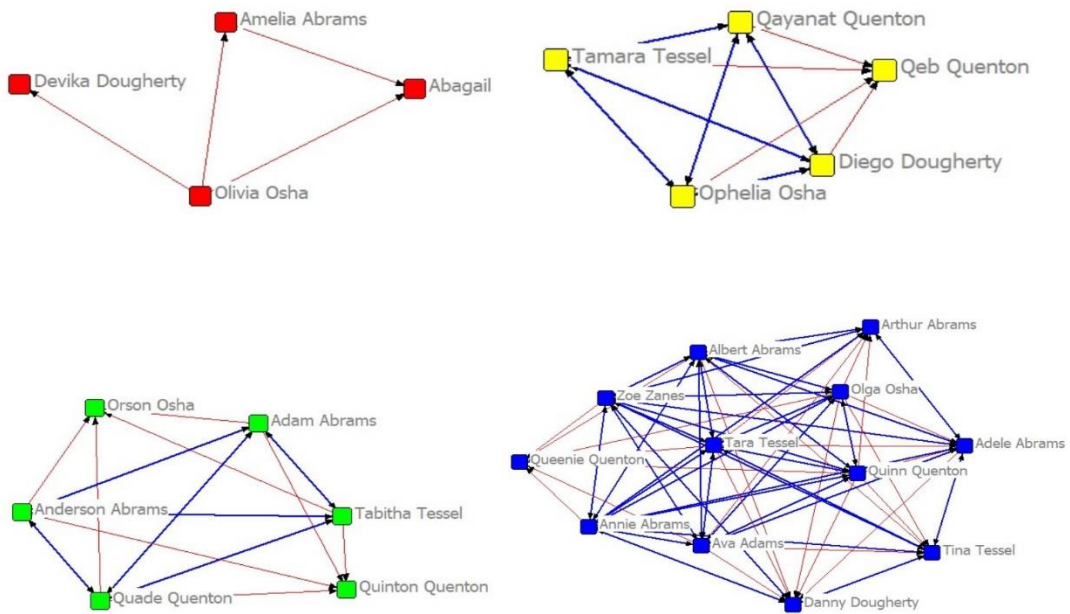 Amelia Abrams
Devika Dougherty
Abagail
Olivia Osha
Qayanat Quenton
Tamara Tessel
Qeb Quenton
Diego Dougherty
Ophelia Osha
Orson Osha
Adam Abrams
Anderson Abrams
Tabitha Tessel
Quinton Quenton
Quade Quenton
Arthur Abrams
Albert Abrams
Olga Osha
Zoe Zanes
Tara Tessel
Adele Abrams
Queenie Quenton
Quinn Quenton
Annie Abrams
Ava Adams
Tina Tessel
Danny Dougherty